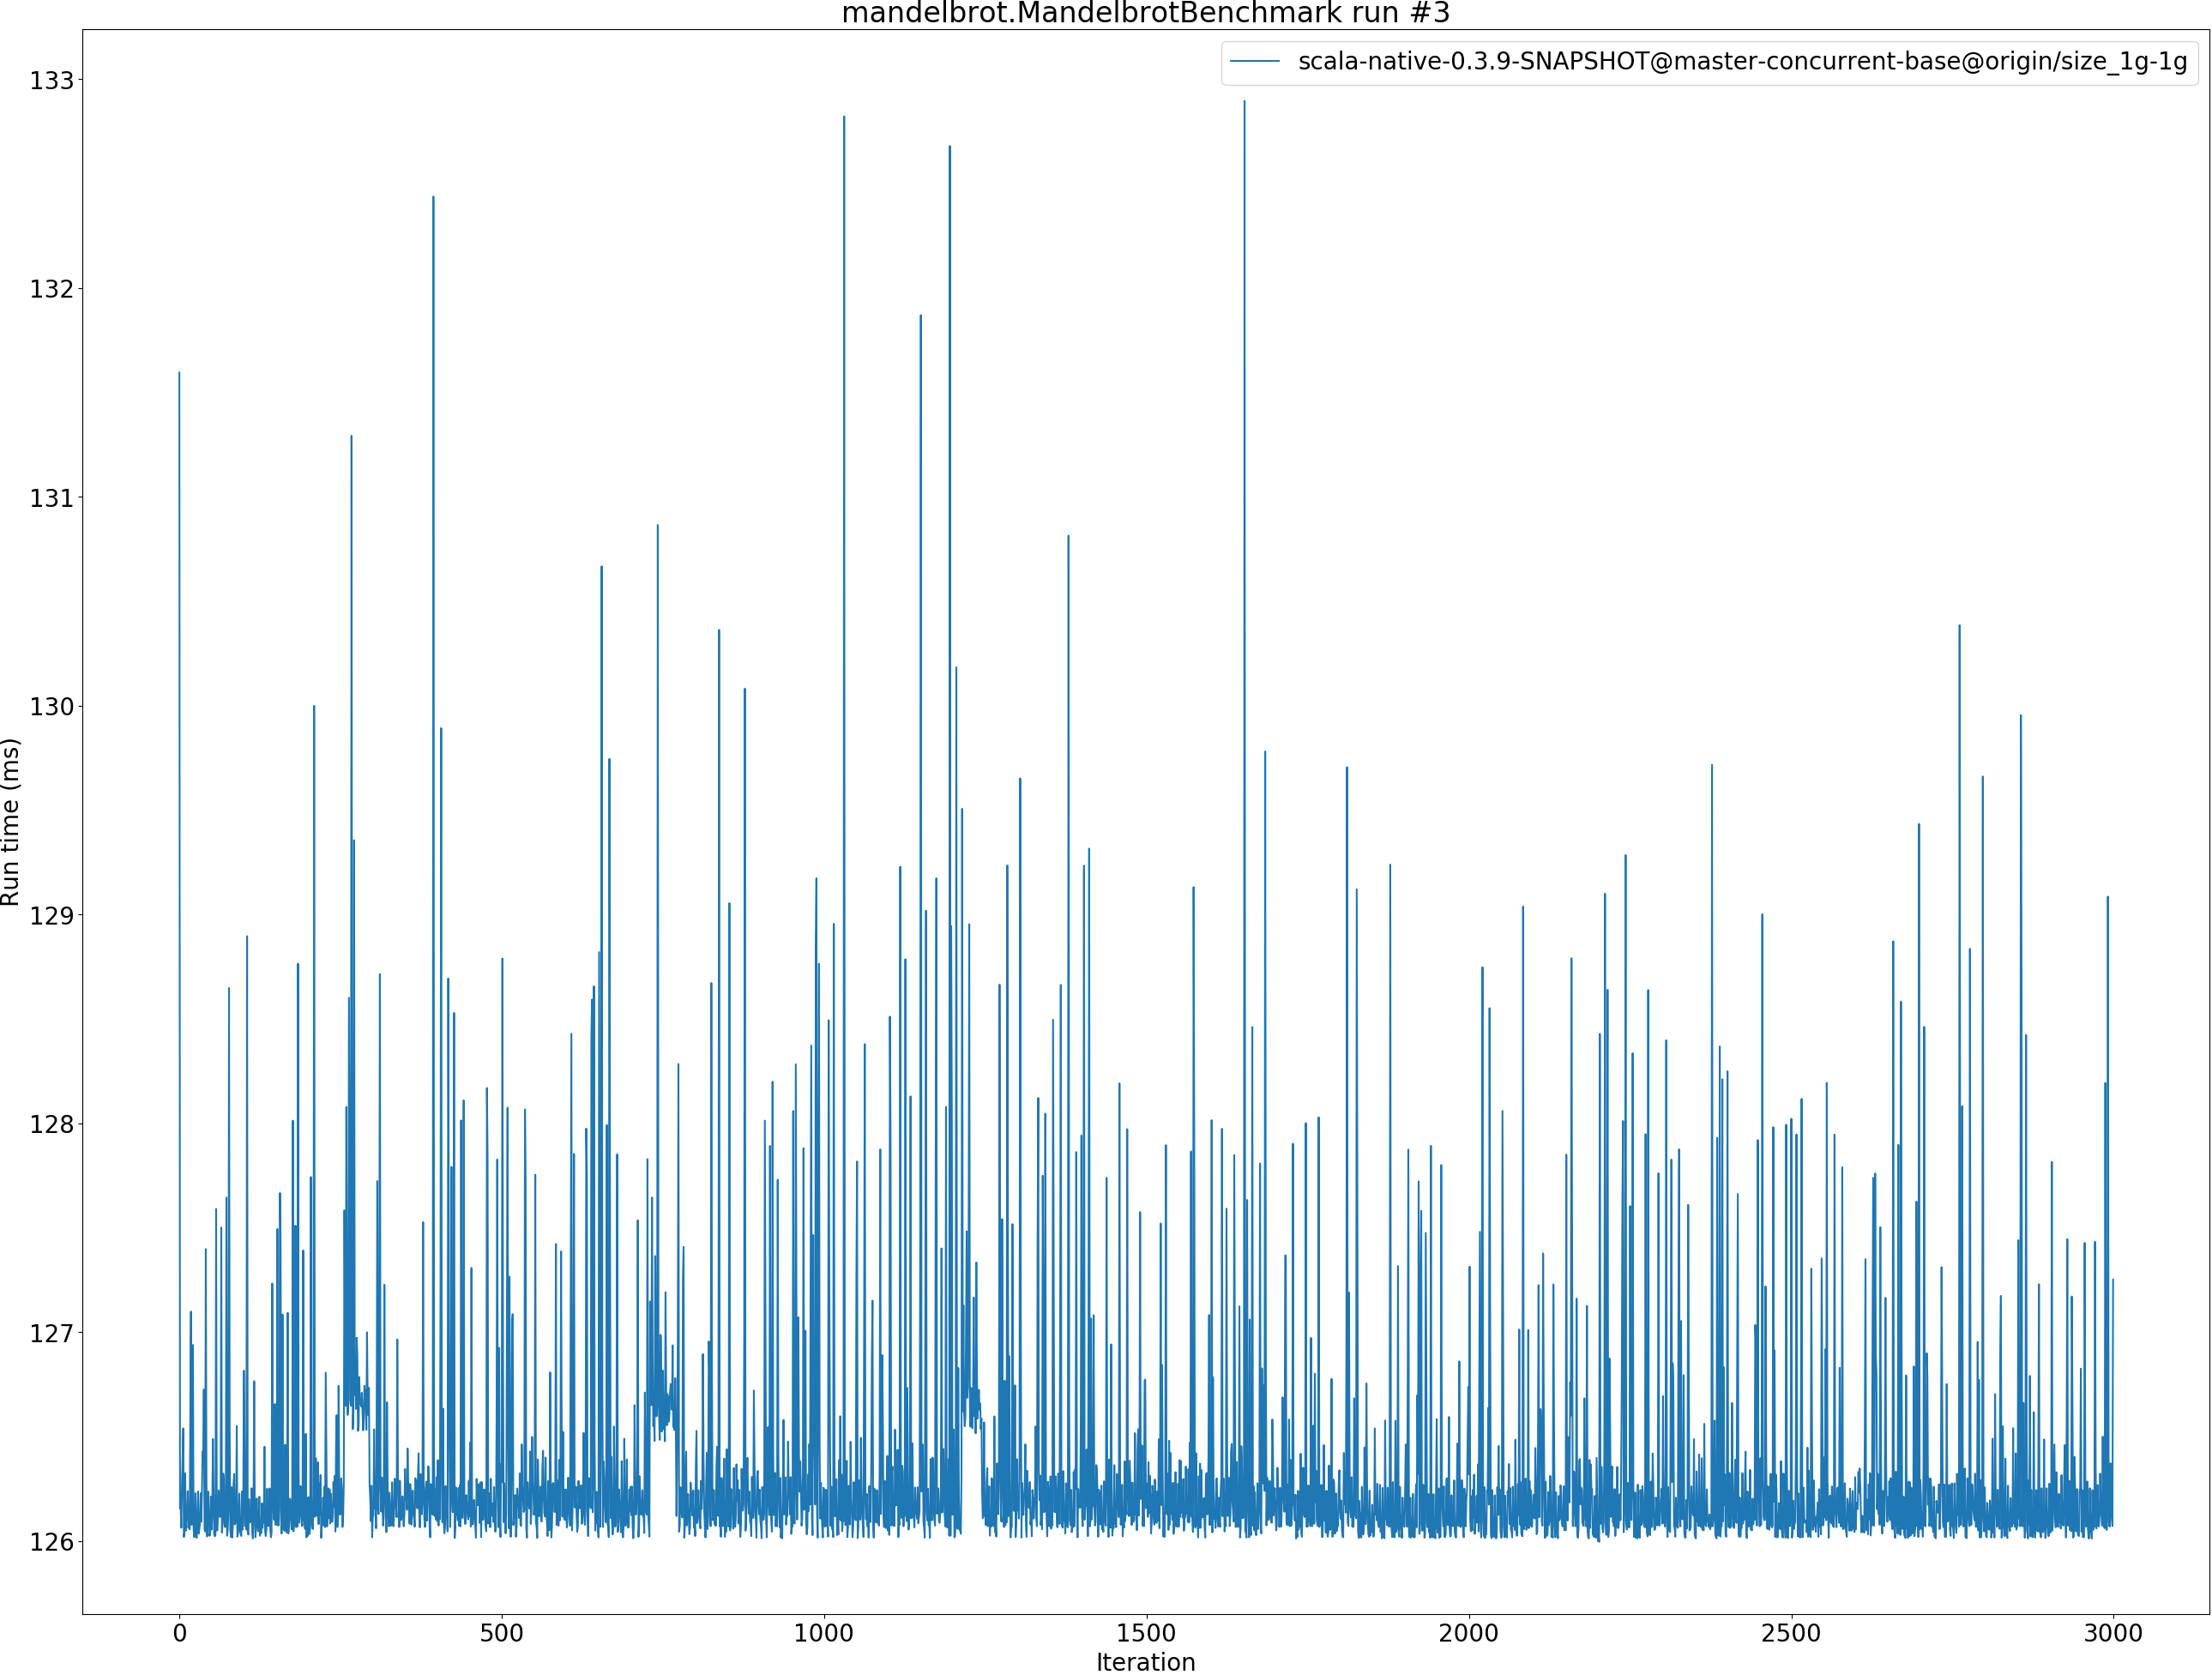 mandelbrot.MandelbrotBenchmark run #3
scala-native-0.3.9-SNAPSHOT@master-concurrent-base@origin/size_1g-1g
133
132
131
130
129
128
127
126
Run time (ms)
0 500 1000 1500 2000 2500 3000
Iteration